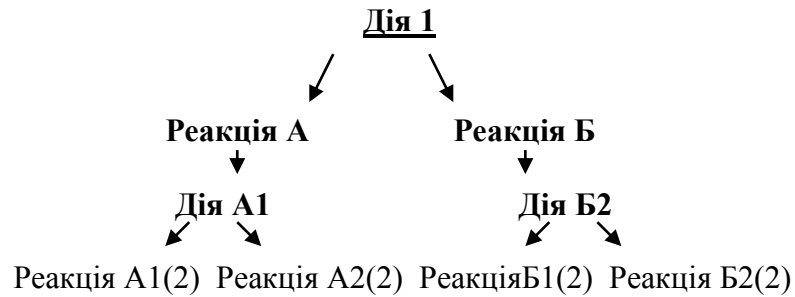 Дія 1
Реакція А Реакція Б
Дія А1 Дія Б2
Реакція А1(2) Реакція А2(2) РеакціяБ1(2) Реакція Б2(2)